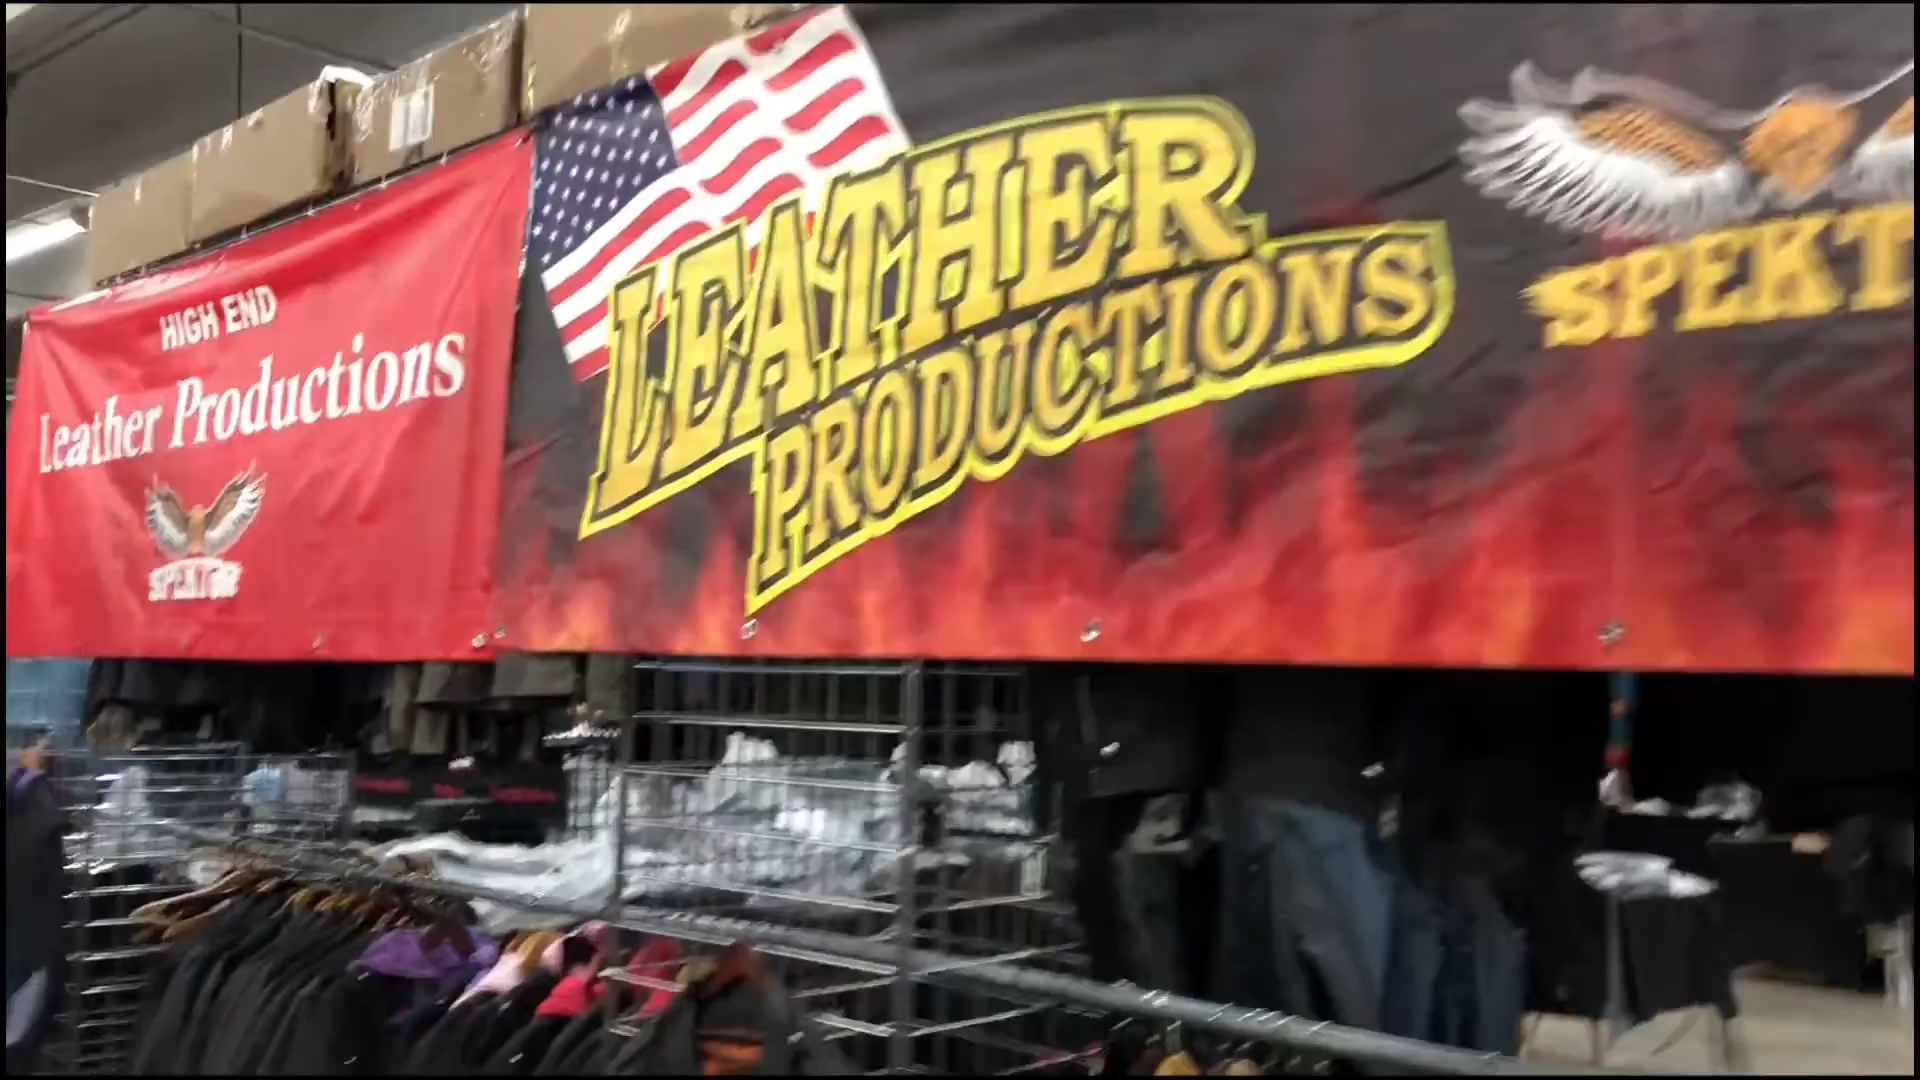 HIGH END
Leather Productions
SPEKTOR
LEATHER
PRODUCTIONS
SPEKT